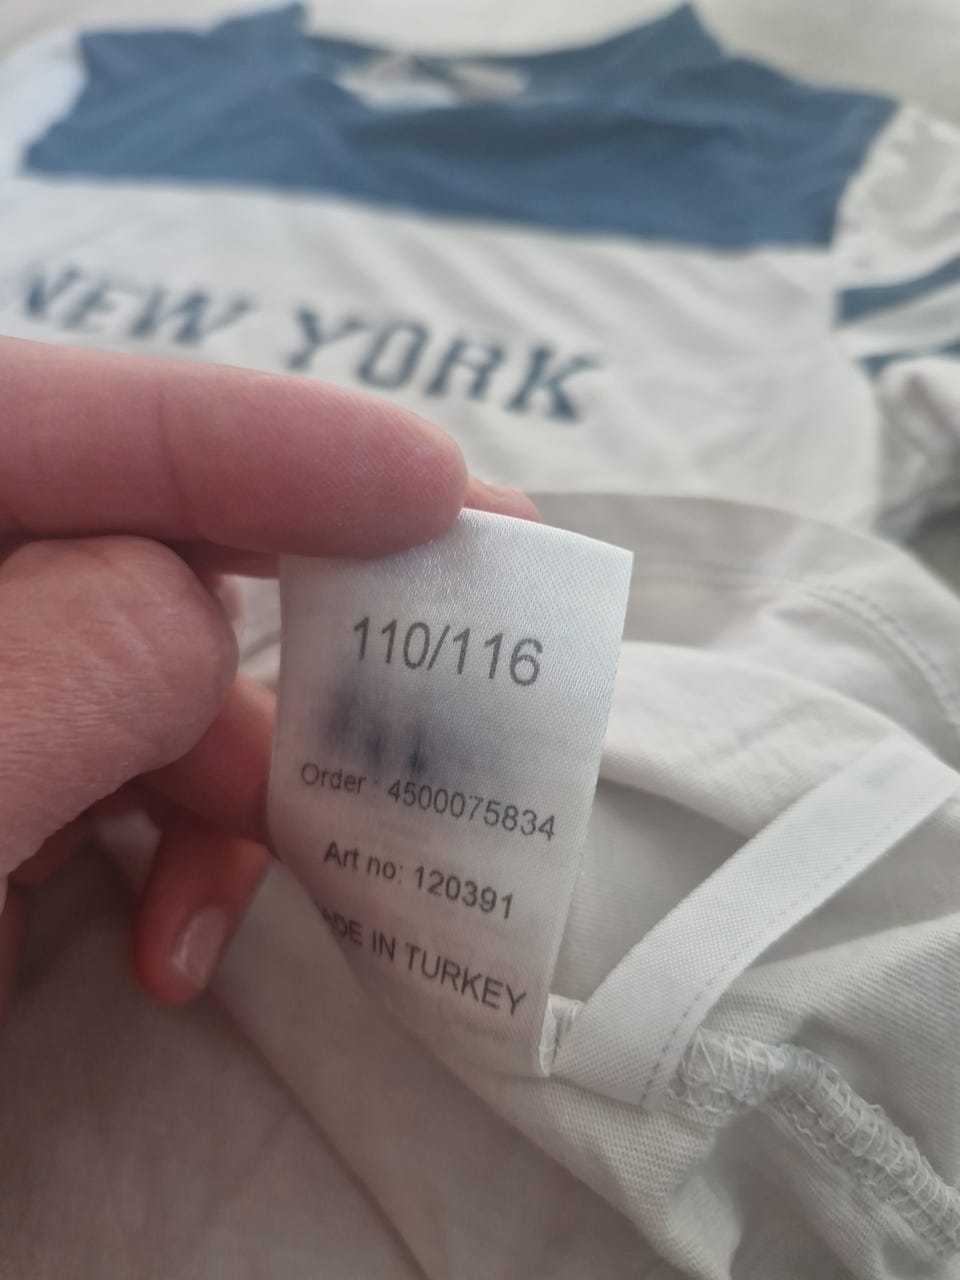 NEW YORK
110/116
Order : 4500075834
Art no: 120391
ADE IN TURKEY